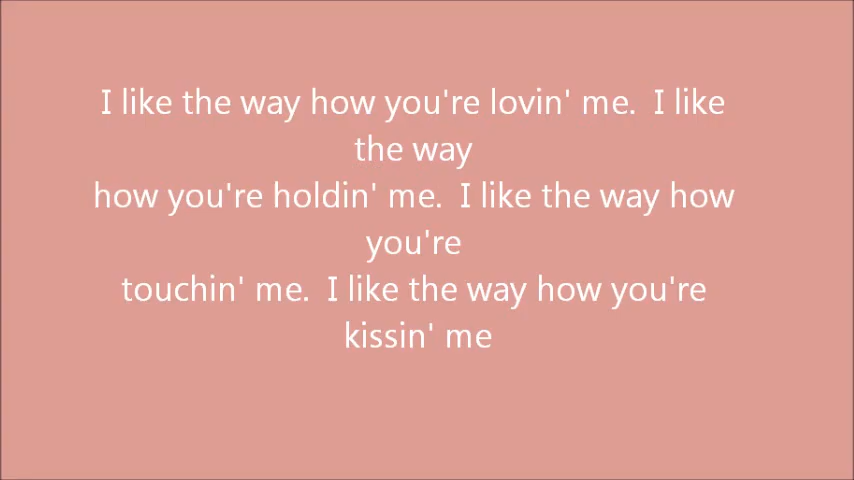 I like the way how you're lovin' me.  I like
the way
how you're holdin' me.  I like the way how
you're
touchin' me.  I like the way how you're
kissin' me